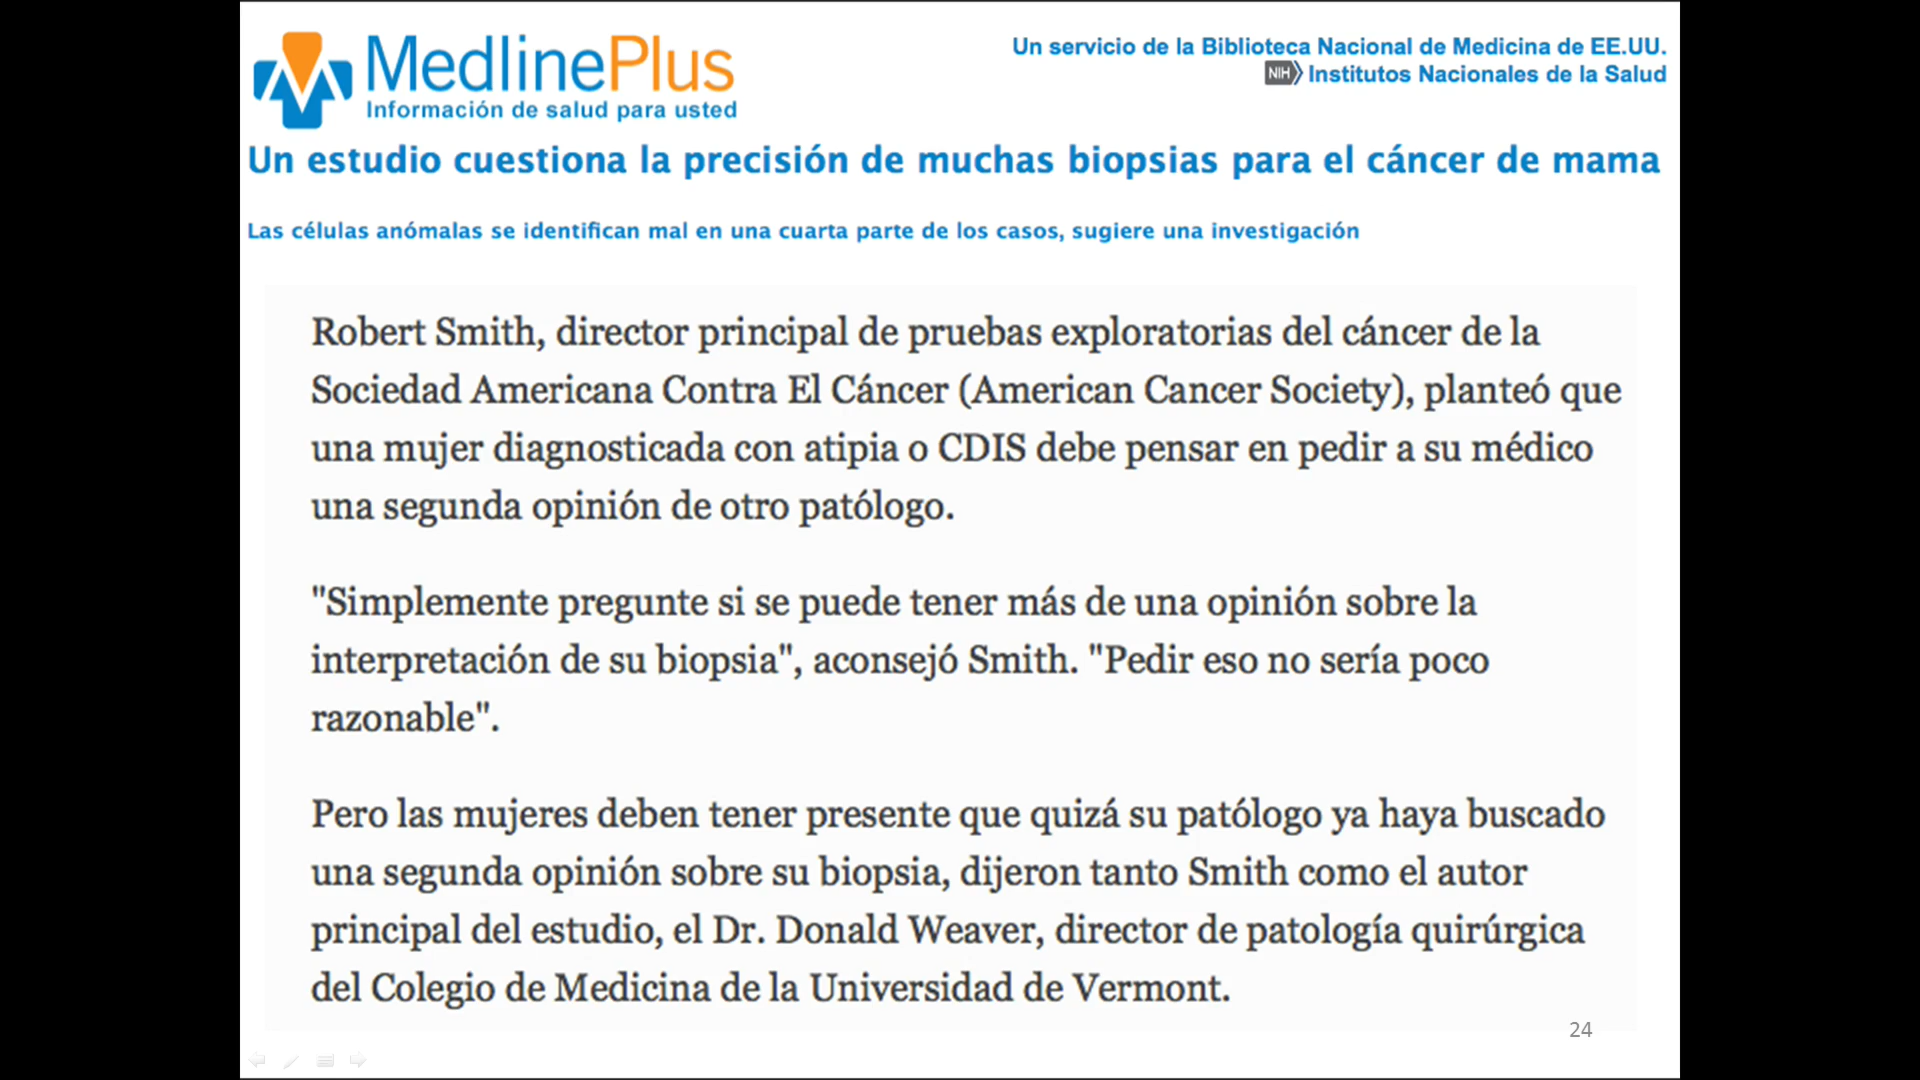 MedlinePlus
Información de salud para usted
Un servicio de la Biblioteca Nacional de Medicina de EE.UU.
NIH Institutos Nacionales de la Salud
Un estudio cuestiona la precisión de muchas biopsias para el cáncer de mama
Las células anómalas se identifican mal en una cuarta parte de los casos, sugiere una investigación
Robert Smith, director principal de pruebas exploratorias del cáncer de la
Sociedad Americana Contra El Cáncer (American Cancer Society), planteó que
una mujer diagnosticada con atipia o CDIS debe pensar en pedir a su médico
una segunda opinión de otro patólogo.
"Simplemente pregunte si se puede tener más de una opinión sobre la
interpretación de su biopsia", aconsejó Smith. "Pedir eso no sería poco
razonable".
Pero las mujeres deben tener presente que quizá su patólogo ya haya buscado
una segunda opinión sobre su biopsia, dijeron tanto Smith como el autor
principal del estudio, el Dr. Donald Weaver, director de patología quirúrgica
del Colegio de Medicina de la Universidad de Vermont.
24